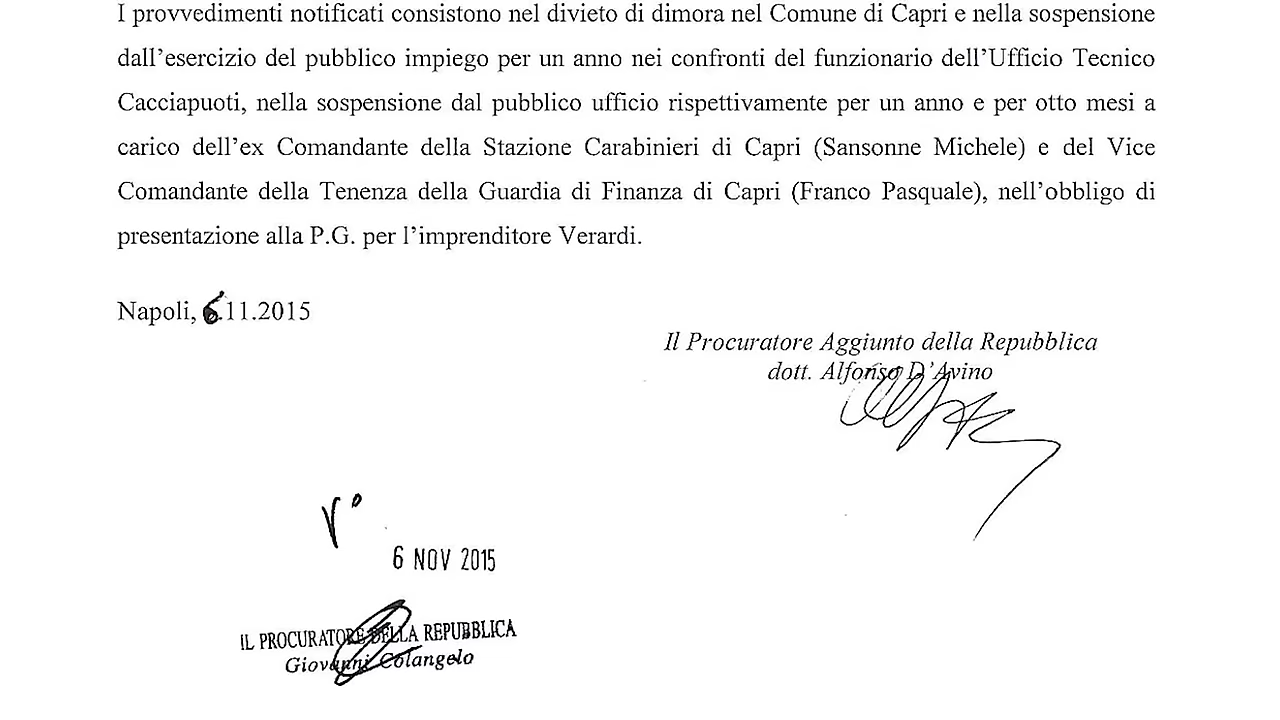 I provvedimenti notificati consistono nel divieto di dimora nel Comune di Capri e nella sospensione
dall’esercizio del pubblico impiego per un anno nei confronti del funzionario dell’Ufficio Tecnico
Cacciapuoti, nella sospensione dal pubblico ufficio rispettivamente per un anno e per otto mesi a
carico dell’ex Comandante della Stazione Carabinieri di Capri (Sansonne Michele) e del Vice
Comandante della Tenenza della Guardia di Finanza di Capri (Franco Pasquale), nell’obbligo di
presentazione alla P.G. per l’imprenditore Verardi.
Napoli, 6.11.2015
Il Procuratore Aggiunto della Repubblica
dott. Alfonso D’Avino
V°
6 NOV 2015
IL PROCURATORE DELLA REPUBBLICA
Giovanni Colangelo